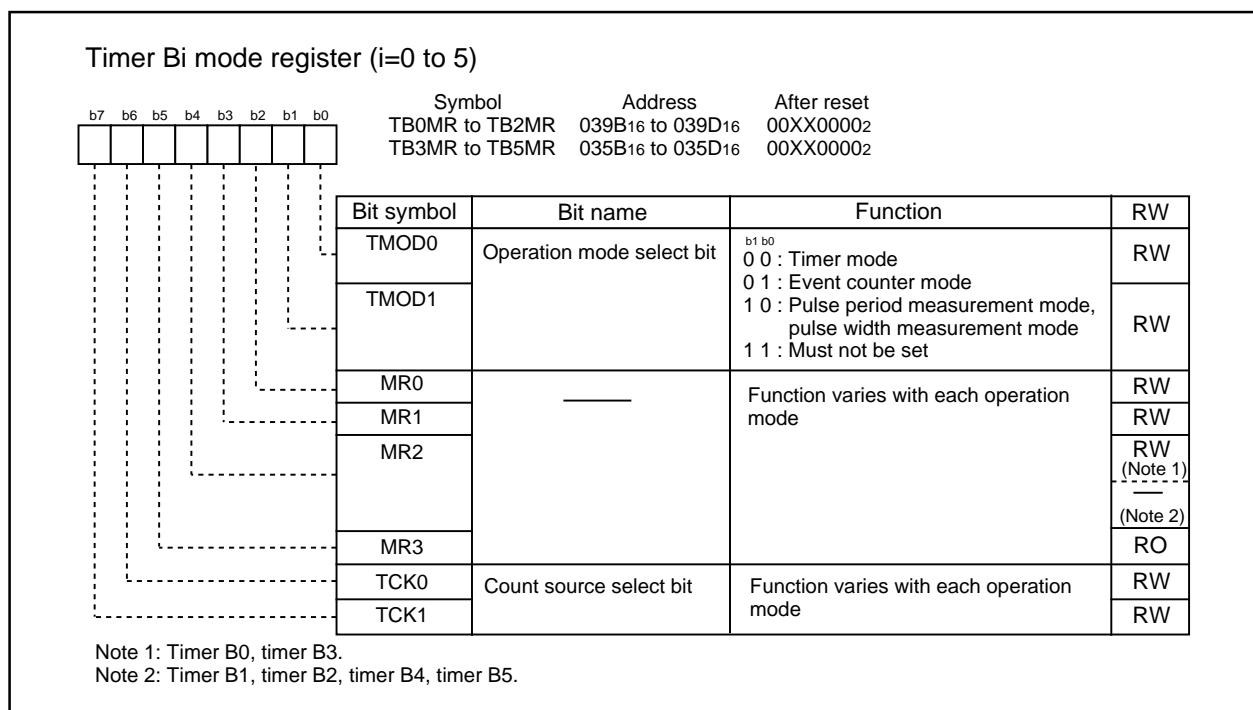 Timer Bi mode register (i=0 to 5)
Symbol Address After reset
b7 b6 b5 b4 b3 b2 b1 b0
TB0MR to TB2MR 039B16 to 039D16 00XX00002
TB3MR to TB5MR 035B16 to 035D16 00XX00002
Bit symbol Bit name Function RW
TMOD0 Operation mode select bit b1 b0 RW
0 0 : Timer mode
0 1 : Event counter mode
TMOD1 1 0 : Pulse period measurement mode,
pulse width measurement mode RW
1 1 : Must not be set
MR0 Function varies with each operation RW
MR1 mode RW
MR2 RW
(Note 1)
(Note 2)
MR3 RO
TCK0 Count source select bit Function varies with each operation RW
TCK1 mode RW
Note 1: Timer B0, timer B3.
Note 2: Timer B1, timer B2, timer B4, timer B5.